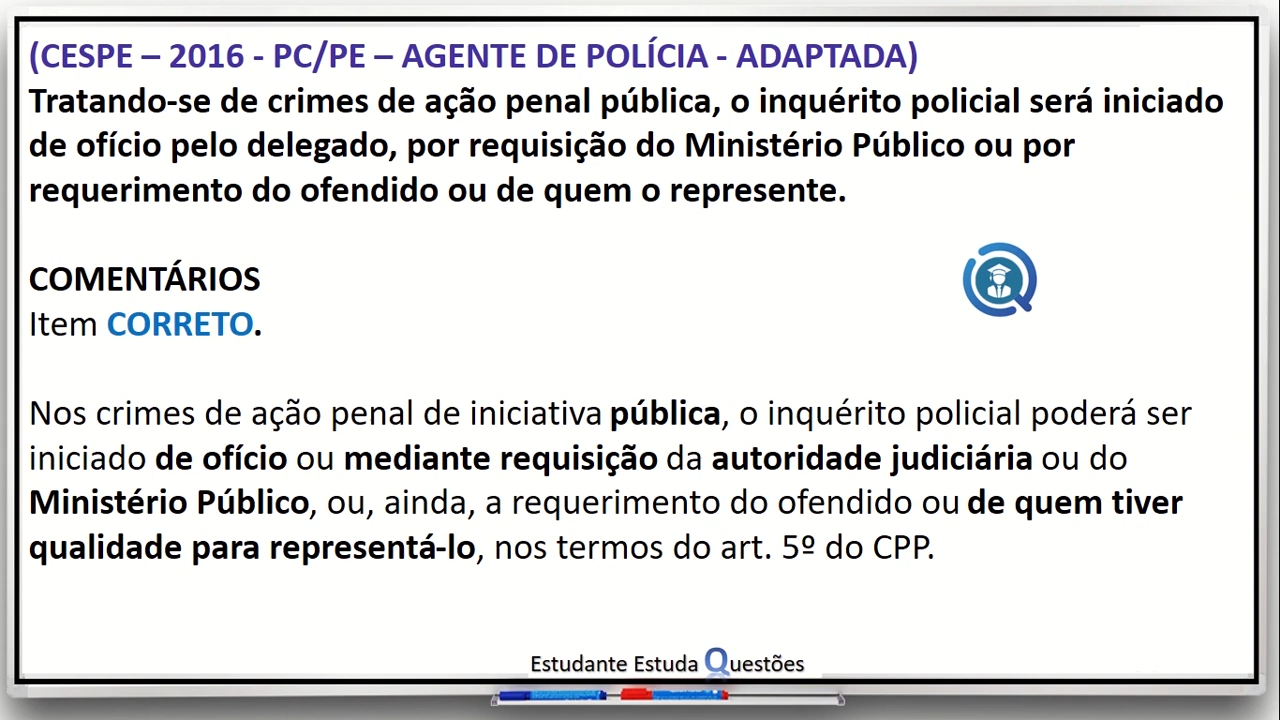 (CESPE – 2016 - PC/PE – AGENTE DE POLÍCIA - ADAPTADA)
Tratando-se de crimes de ação penal pública, o inquérito policial será iniciado
de ofício pelo delegado, por requisição do Ministério Público ou por
requerimento do ofendido ou de quem o represente.
COMENTÁRIOS
Item CORRETO.
Nos crimes de ação penal de iniciativa pública, o inquérito policial poderá ser
iniciado de ofício ou mediante requisição da autoridade judiciária ou do
Ministério Público, ou, ainda, a requerimento do ofendido ou de quem tiver
qualidade para representá-lo, nos termos do art. 5º do CPP.
Estudante Estuda Questões